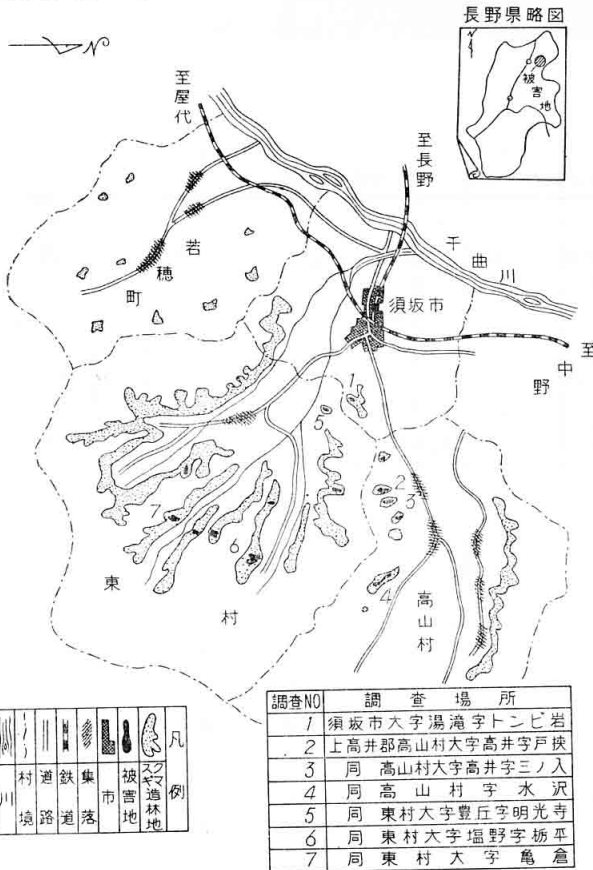 長野県略図
N
被害地
N
至屋代
至長野
千曲川
若穂町
須坂市
至中野
1
5
2
3
7
6
4
東村
高山村
凡例
クマスギ造林地
被害地
市
集落
鉄道
道路
村境
川
調査NO 調査場所
1 須坂市大字湯滝字トンビ岩
2 上高井郡高山村大字高井字戸挾
3 同 高山村大字高井字三ノ入
4 同 高山村字水沢
5 同 東村大字豊丘字明光寺
6 同 東村大字塩野字栃平
7 同 東村大字亀倉